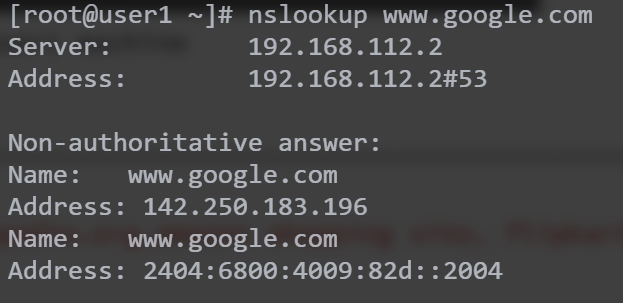 [root@user1 ~]# nslookup www.google.com
Server:         192.168.112.2
Address:        192.168.112.2#53

Non-authoritative answer:
Name:   www.google.com
Address: 142.250.183.196
Name:   www.google.com
Address: 2404:6800:4009:82d::2004